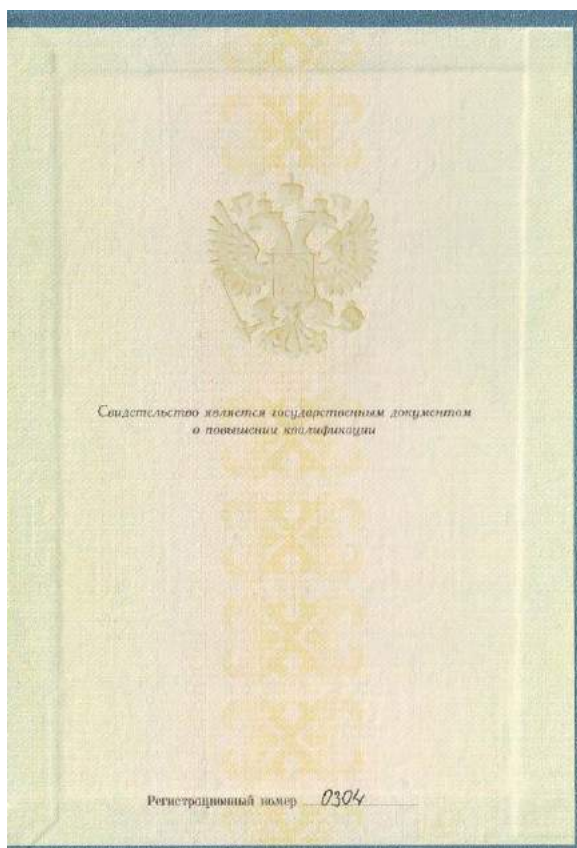 Свидетельство является государственным документом
о повышении квалификации
Регистрационный номер 0304